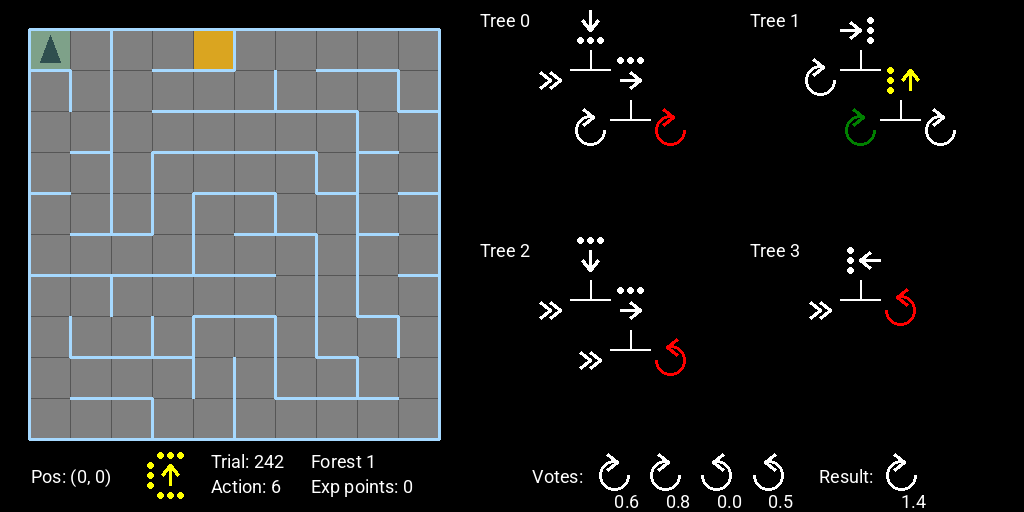 Tree 0
Tree 1
Tree 2
Tree 3
Pos: (0, 0)
Trial: 242
Forest 1
Action: 6
Exp points: 0
Votes:
0.6
0.8
0.0
0.5
Result:
1.4